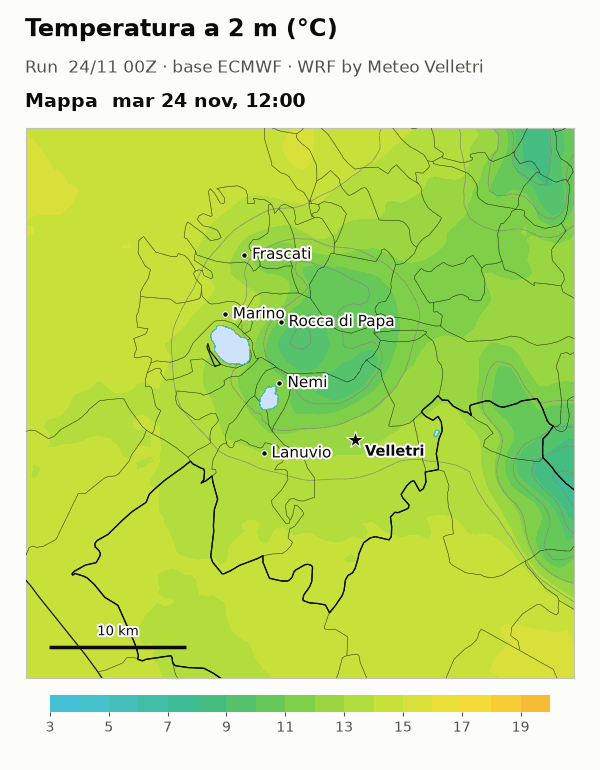 Temperatura a 2 m (°C)
Run  24/11 00Z · base ECMWF · WRF by Meteo Velletri
Mappa  mar 24 nov, 12:00
Frascati
Marino
Rocca di Papa
Nemi
Velletri
Lanuvio
10 km
3 5 7 9 11 13 15 17 19